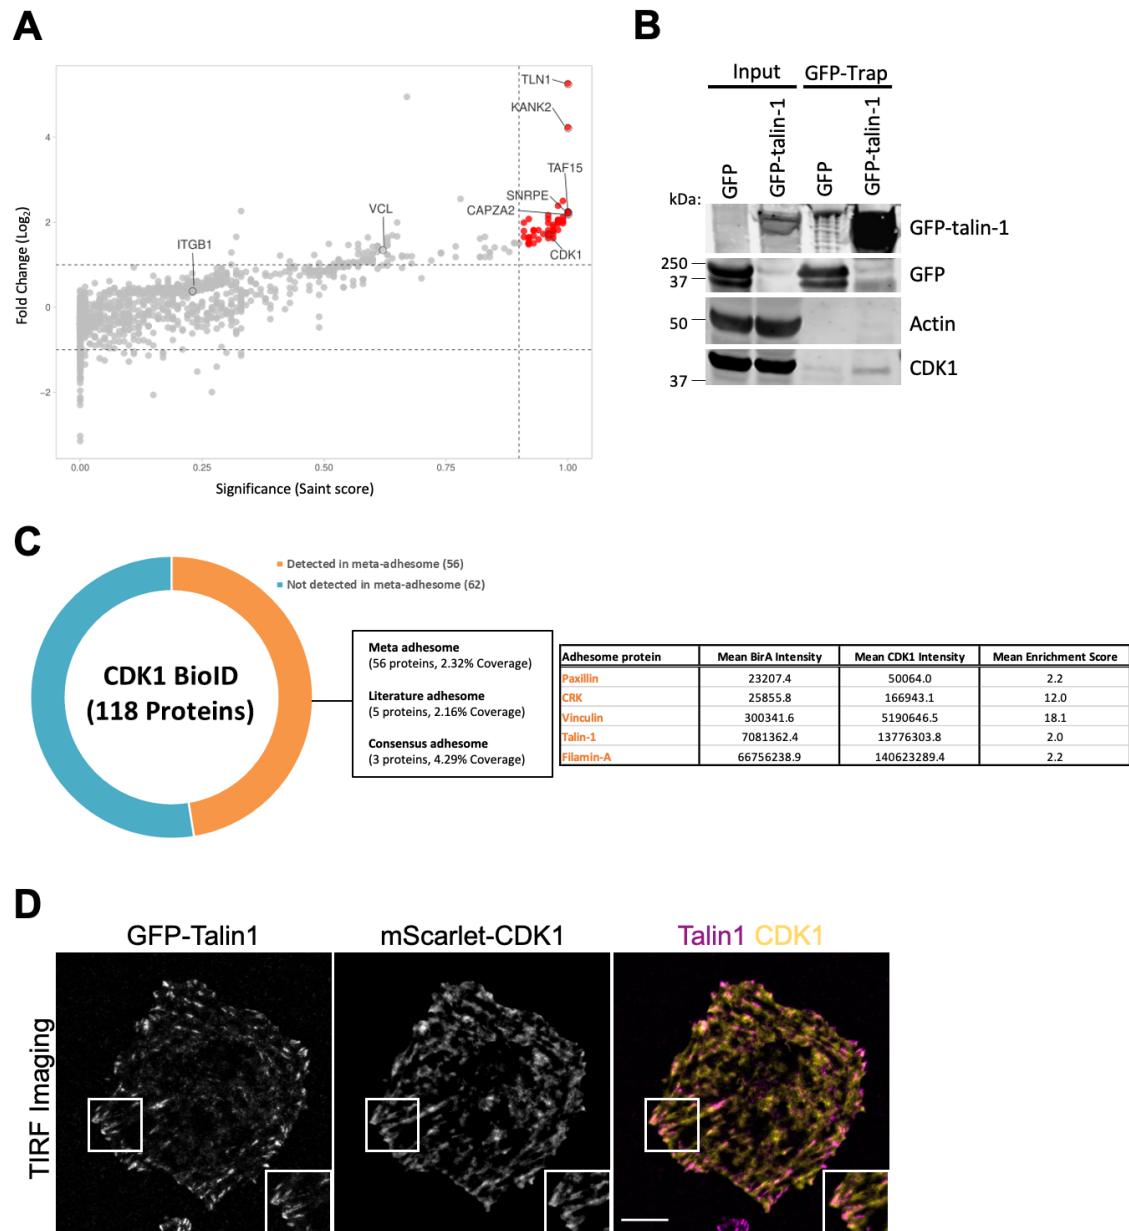 A
TLN1
KANK2
TAF15
SNRPE
CAPZA2
CDK1
VCL
ITGB1
4
2
0
−2
Fold Change (Log2)
0.00 0.25 0.50 0.75 1.00
Significance (Saint score)
B
Input GFP-Trap
GFP GFP-talin-1 GFP GFP-talin-1
kDa:
GFP-talin-1
250
37
GFP
50
Actin
37
CDK1
C
Detected in meta-adhesome (56)
Not detected in meta-adhesome (62)
CDK1 BioID
(118 Proteins)
Meta adhesome
(56 proteins, 2.32% Coverage)
Literature adhesome
(5 proteins, 2.16% Coverage)
Consensus adhesome
(3 proteins, 4.29% Coverage)
Adhesome protein Mean BirA Intensity Mean CDK1 Intensity Mean Enrichment Score
Paxillin 23207.4 50064.0 2.2
CRK 25855.8 166943.1 12.0
Vinculin 300341.6 5190646.5 18.1
Talin-1 7081362.4 13776303.8 2.0
Filamin-A 66756238.9 140623289.4 2.2
D
GFP-Talin1 mScarlet-CDK1 Talin1 CDK1
TIRF Imaging